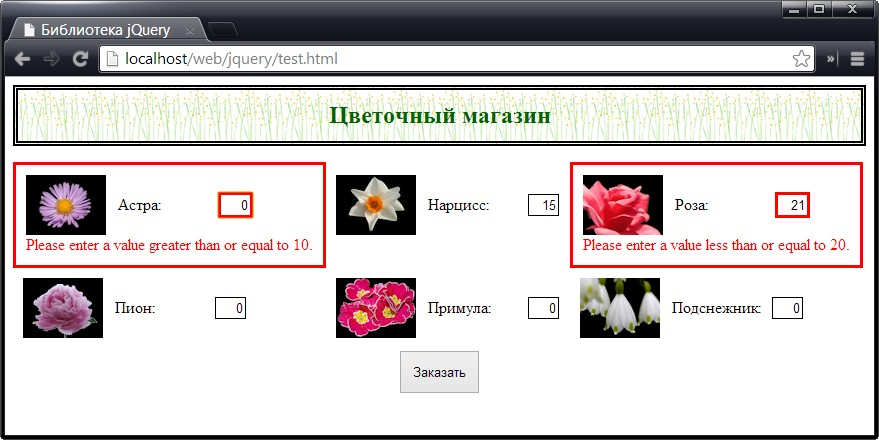 Библиотека jQuery
localhost/web/jquery/test.html
Цветочный магазин
Астра: 0
Нарцисс: 15
Роза: 21
Please enter a value greater than or equal to 10.
Please enter a value less than or equal to 20.
Пион: 0
Примула: 0
Подснежник: 0
Заказать